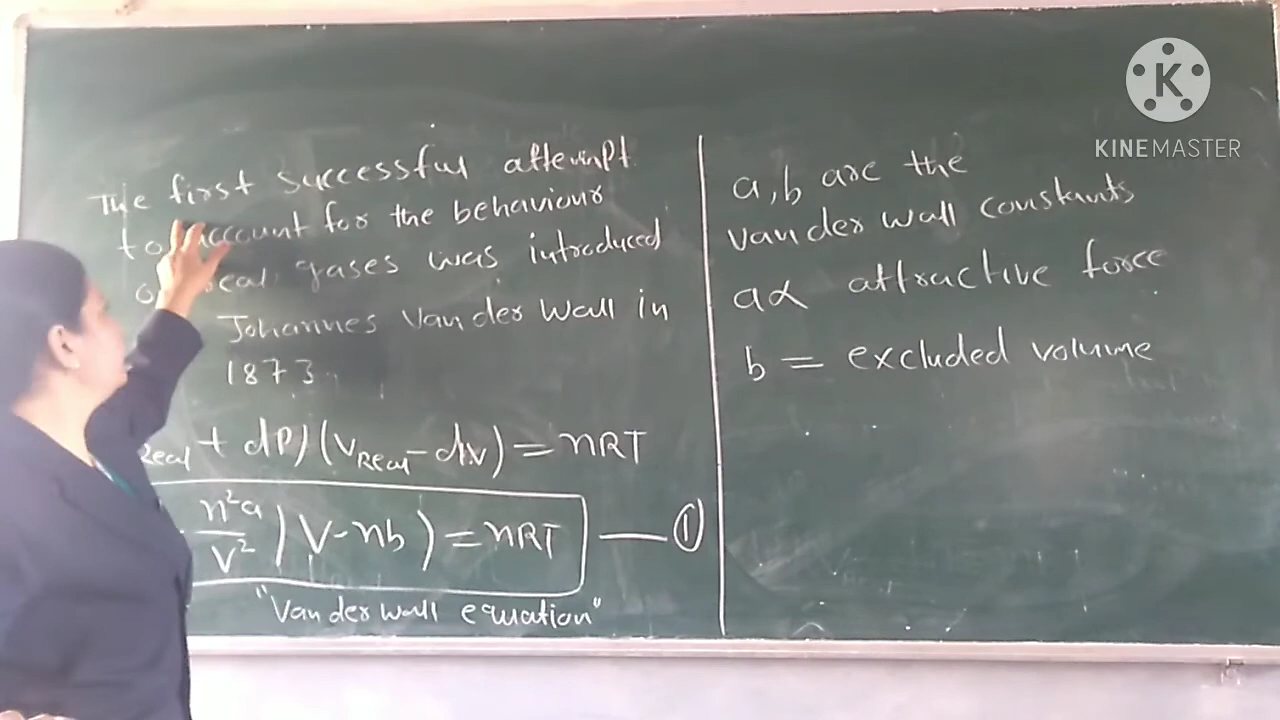 The first successful attempt
to account for the behaviour
gases was introduced
Johannes Van der Wall in
1873
Real + dP) (VReal - dv) = nRT
n²a/V²) V - nb) = nRT — ①
"Van der wall equation"
a, b are the
van der wall constants
a α attractive force
b = excluded volume
K
KINEMASTER